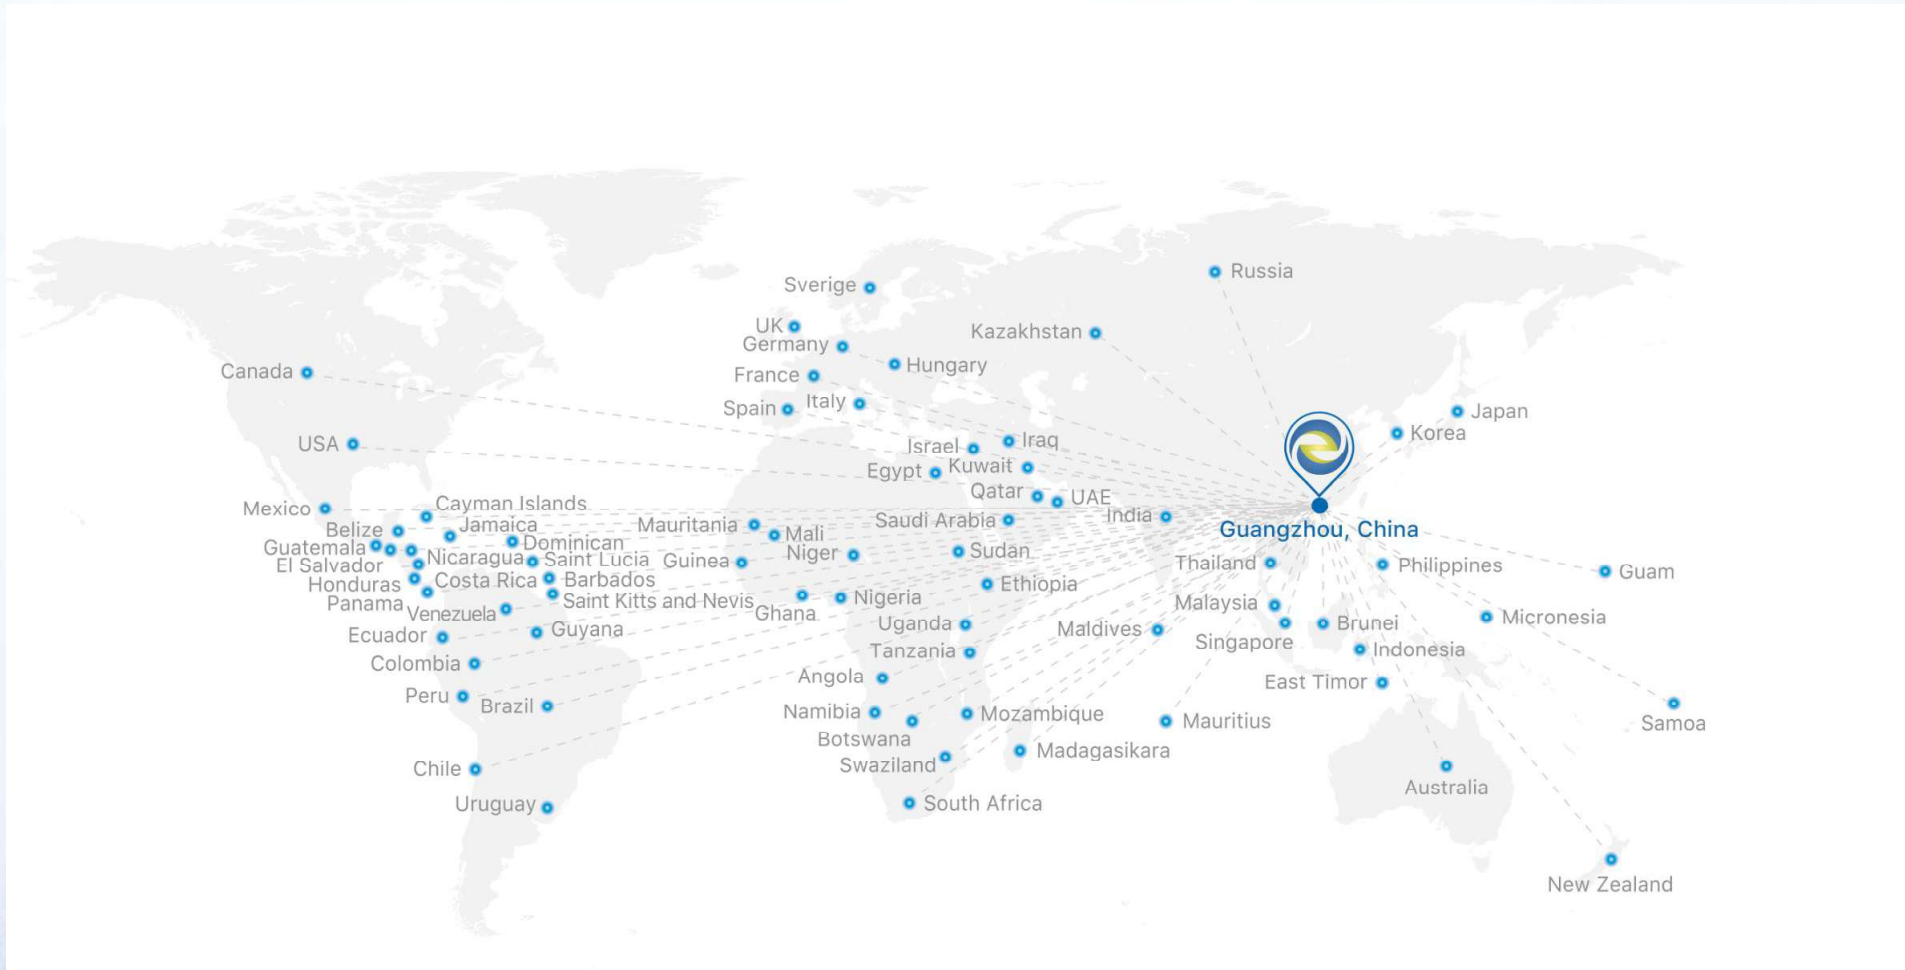 Russia
Sverige
UK
Kazakhstan
Germany
Hungary
Canada
France
Italy
Spain
Japan
Korea
USA
Israel
Iraq
Egypt
Kuwait
Qatar
UAE
Mexico
Cayman Islands
India
Belize
Jamaica
Mauritania
Mali
Saudi Arabia
Guangzhou, China
Guatemala
Dominican
Niger
Sudan
El Salvador
Nicaragua
Saint Lucia
Guinea
Thailand
Philippines
Guam
Honduras
Costa Rica
Barbados
Ethiopia
Panama
Saint Kitts and Nevis
Nigeria
Malaysia
Venezuela
Ghana
Micronesia
Ecuador
Guyana
Uganda
Maldives
Brunei
Singapore
Indonesia
Colombia
Tanzania
Angola
East Timor
Peru
Brazil
Namibia
Mozambique
Mauritius
Samoa
Botswana
Madagasikara
Chile
Swaziland
Australia
Uruguay
South Africa
New Zealand